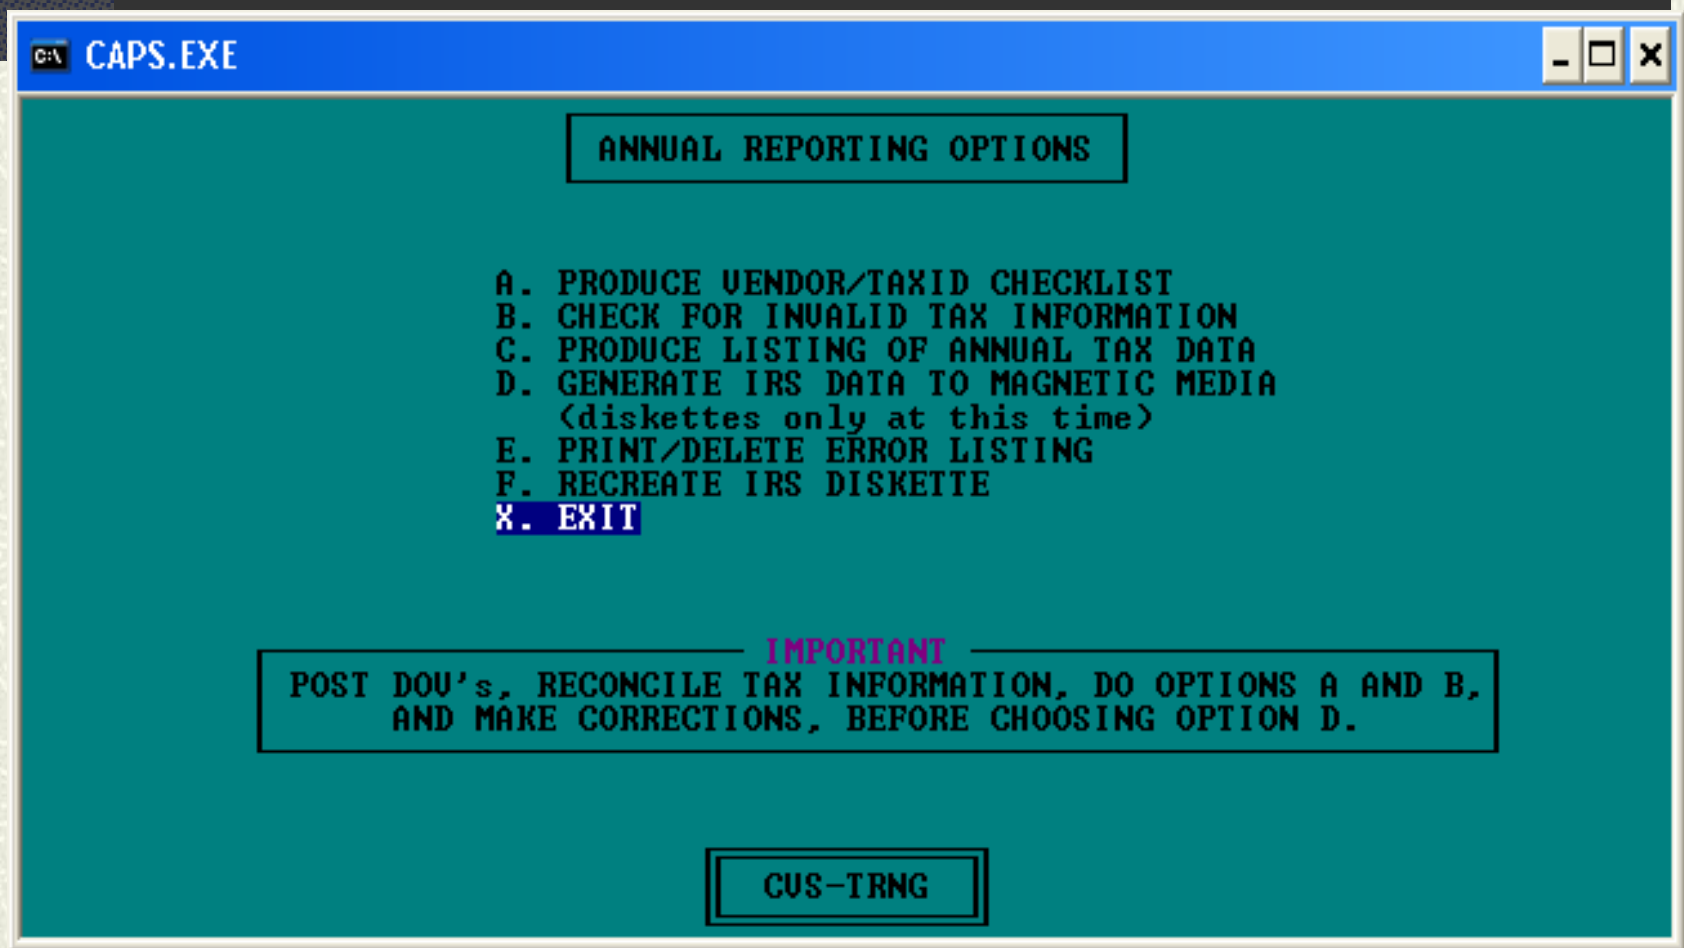 CAPS.EXE
ANNUAL REPORTING OPTIONS
A. PRODUCE VENDOR/TAXID CHECKLIST
B. CHECK FOR INVALID TAX INFORMATION
C. PRODUCE LISTING OF ANNUAL TAX DATA
D. GENERATE IRS DATA TO MAGNETIC MEDIA
(diskettes only at this time)
E. PRINT/DELETE ERROR LISTING
F. RECREATE IRS DISKETTE
X. EXIT
IMPORTANT
POST DOV's, RECONCILE TAX INFORMATION, DO OPTIONS A AND B,
AND MAKE CORRECTIONS, BEFORE CHOOSING OPTION D.
CVS-TRNG